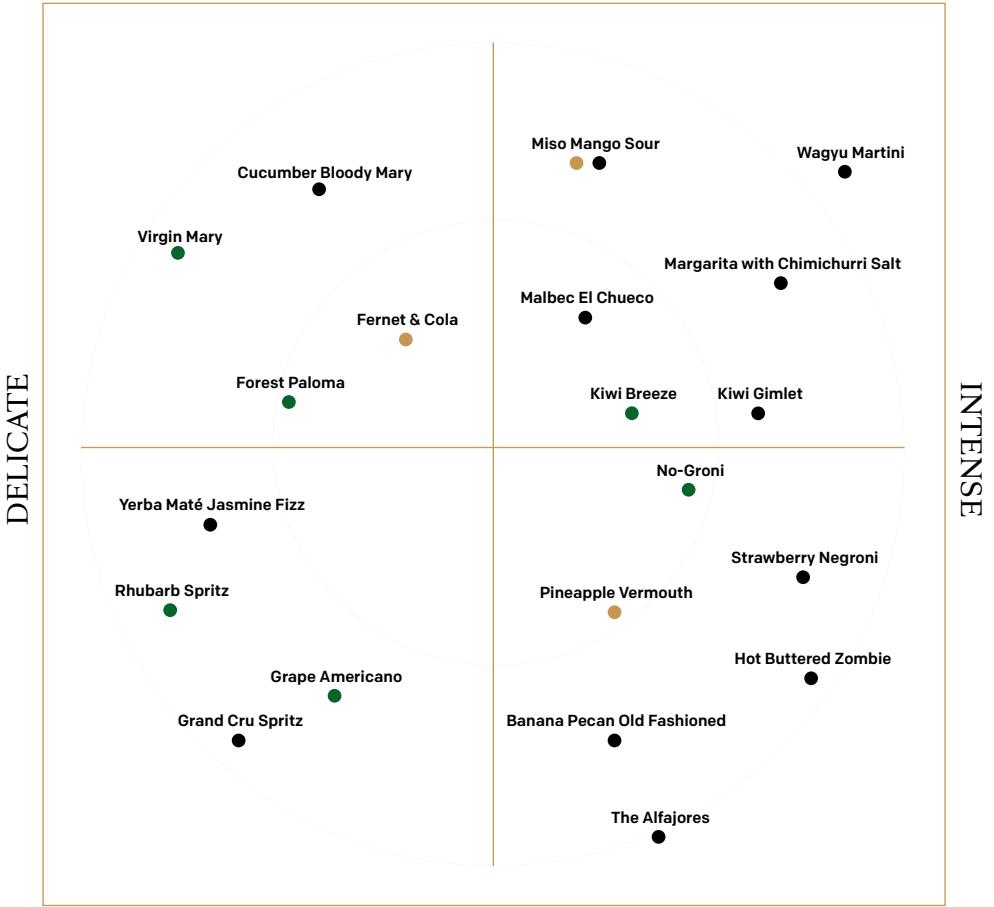 Miso Mango Sour
Wagyu Martini
Cucumber Bloody Mary
Virgin Mary
Margarita with Chimichurri Salt
Malbec El Chueco
Fernet & Cola
Forest Paloma
Kiwi Breeze
Kiwi Gimlet
DELICATE
INTENSE
No-Groni
Yerba Maté Jasmine Fizz
Strawberry Negroni
Rhubarb Spritz
Pineapple Vermouth
Hot Buttered Zombie
Grape Americano
Grand Cru Spritz
Banana Pecan Old Fashioned
The Alfajores